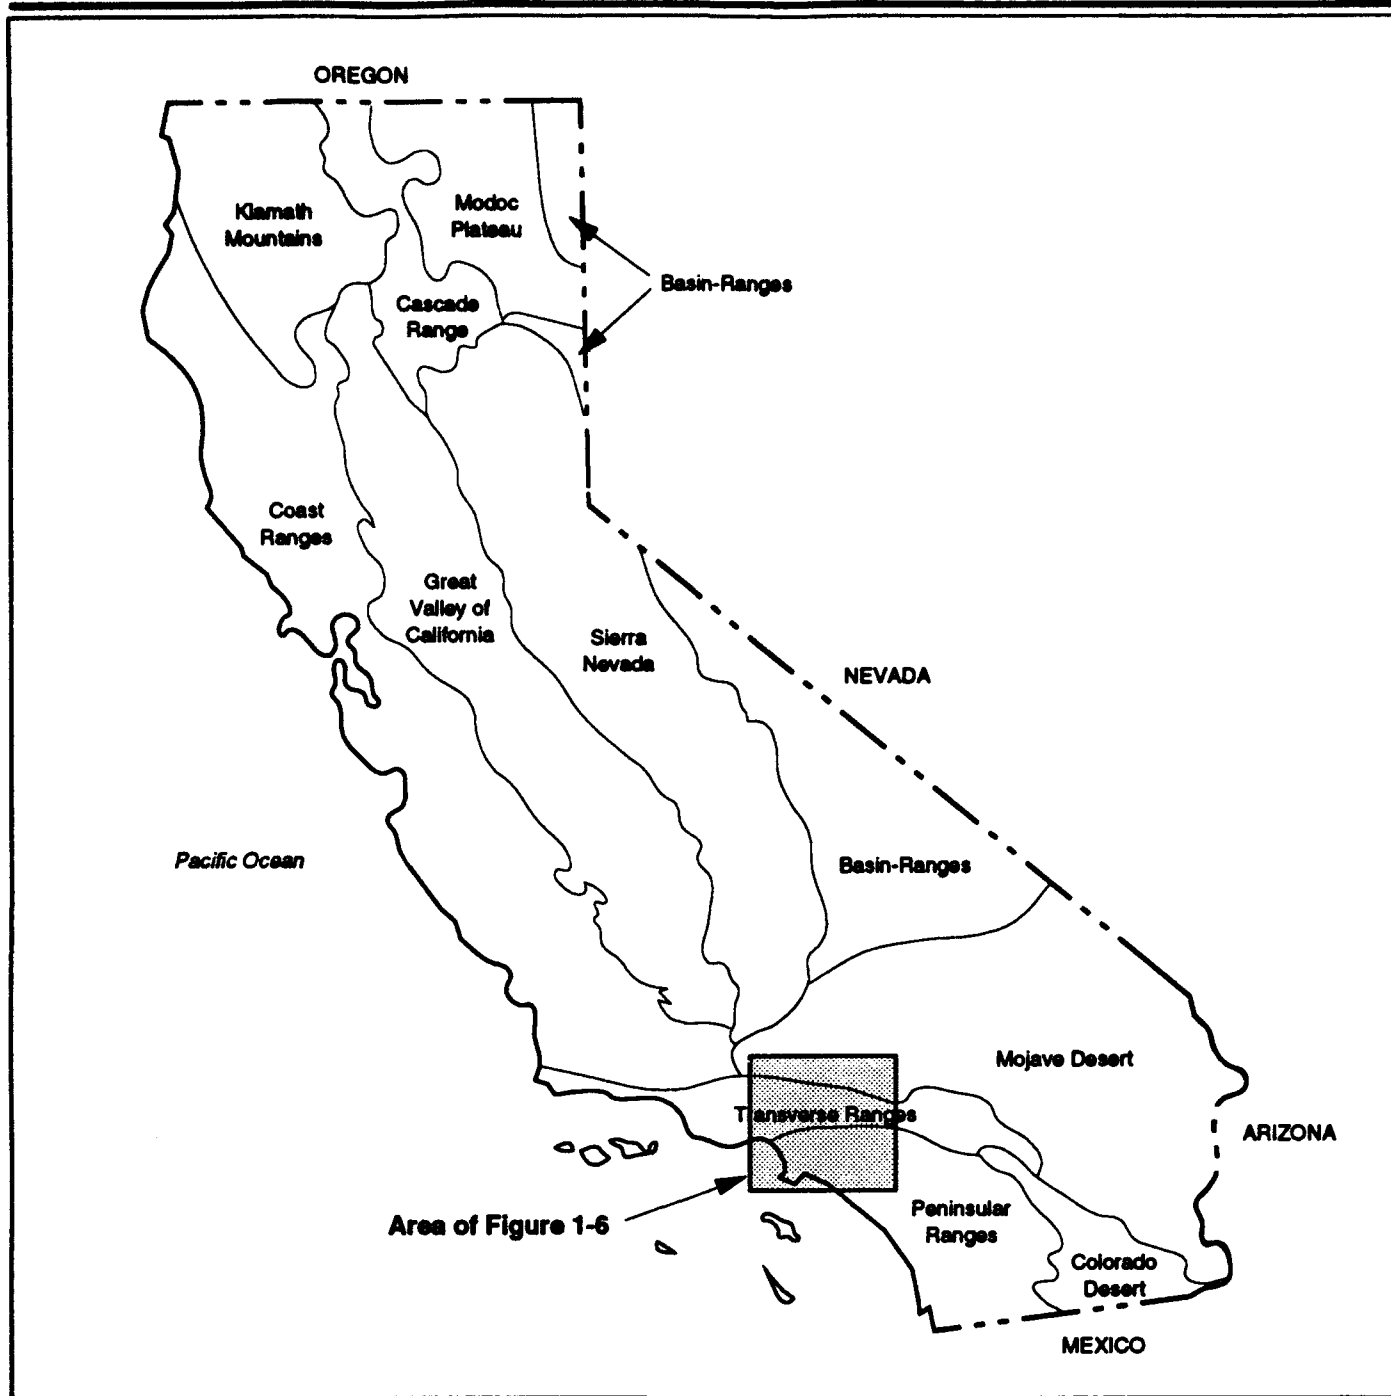 OREGON
Klamath
Mountains
Modoc
Plateau
Basin-Ranges
Cascade
Range
Coast
Ranges
Great
Valley of
California
Sierra
Nevada
NEVADA
Pacific Ocean
Basin-Ranges
Mojave Desert
Transverse Ranges
ARIZONA
Area of Figure 1-6
Peninsular
Ranges
Colorado
Desert
MEXICO